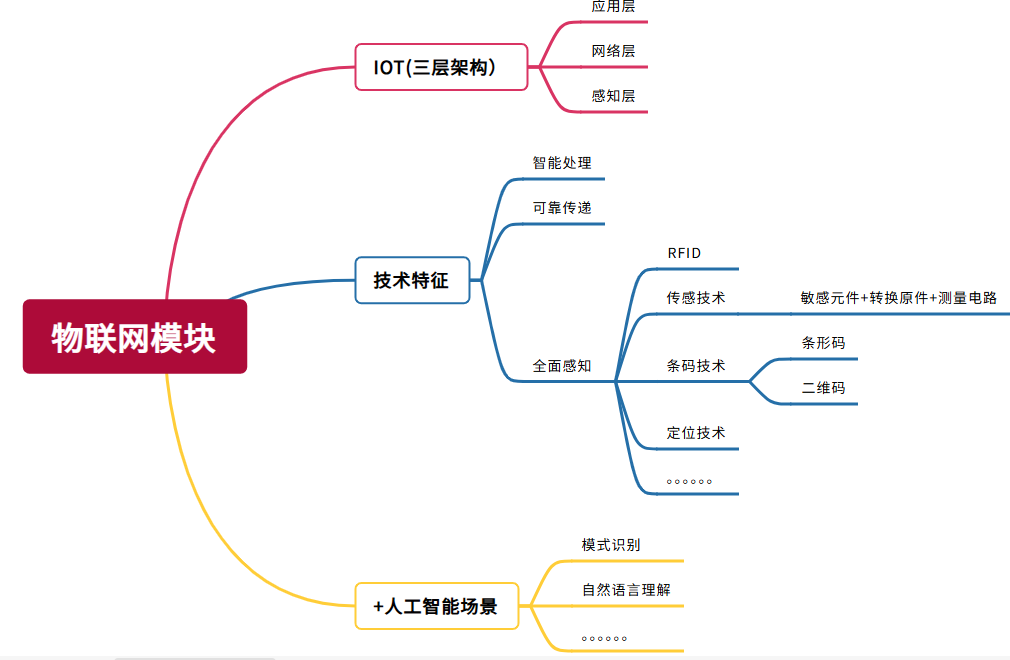 物联网模块
IOT(三层架构）
应用层
网络层
感知层
技术特征
智能处理
可靠传递
全面感知
RFID
传感技术
敏感元件+转换原件+测量电路
条码技术
条形码
二维码
定位技术
。。。。。。
+人工智能场景
模式识别
自然语言理解
。。。。。。